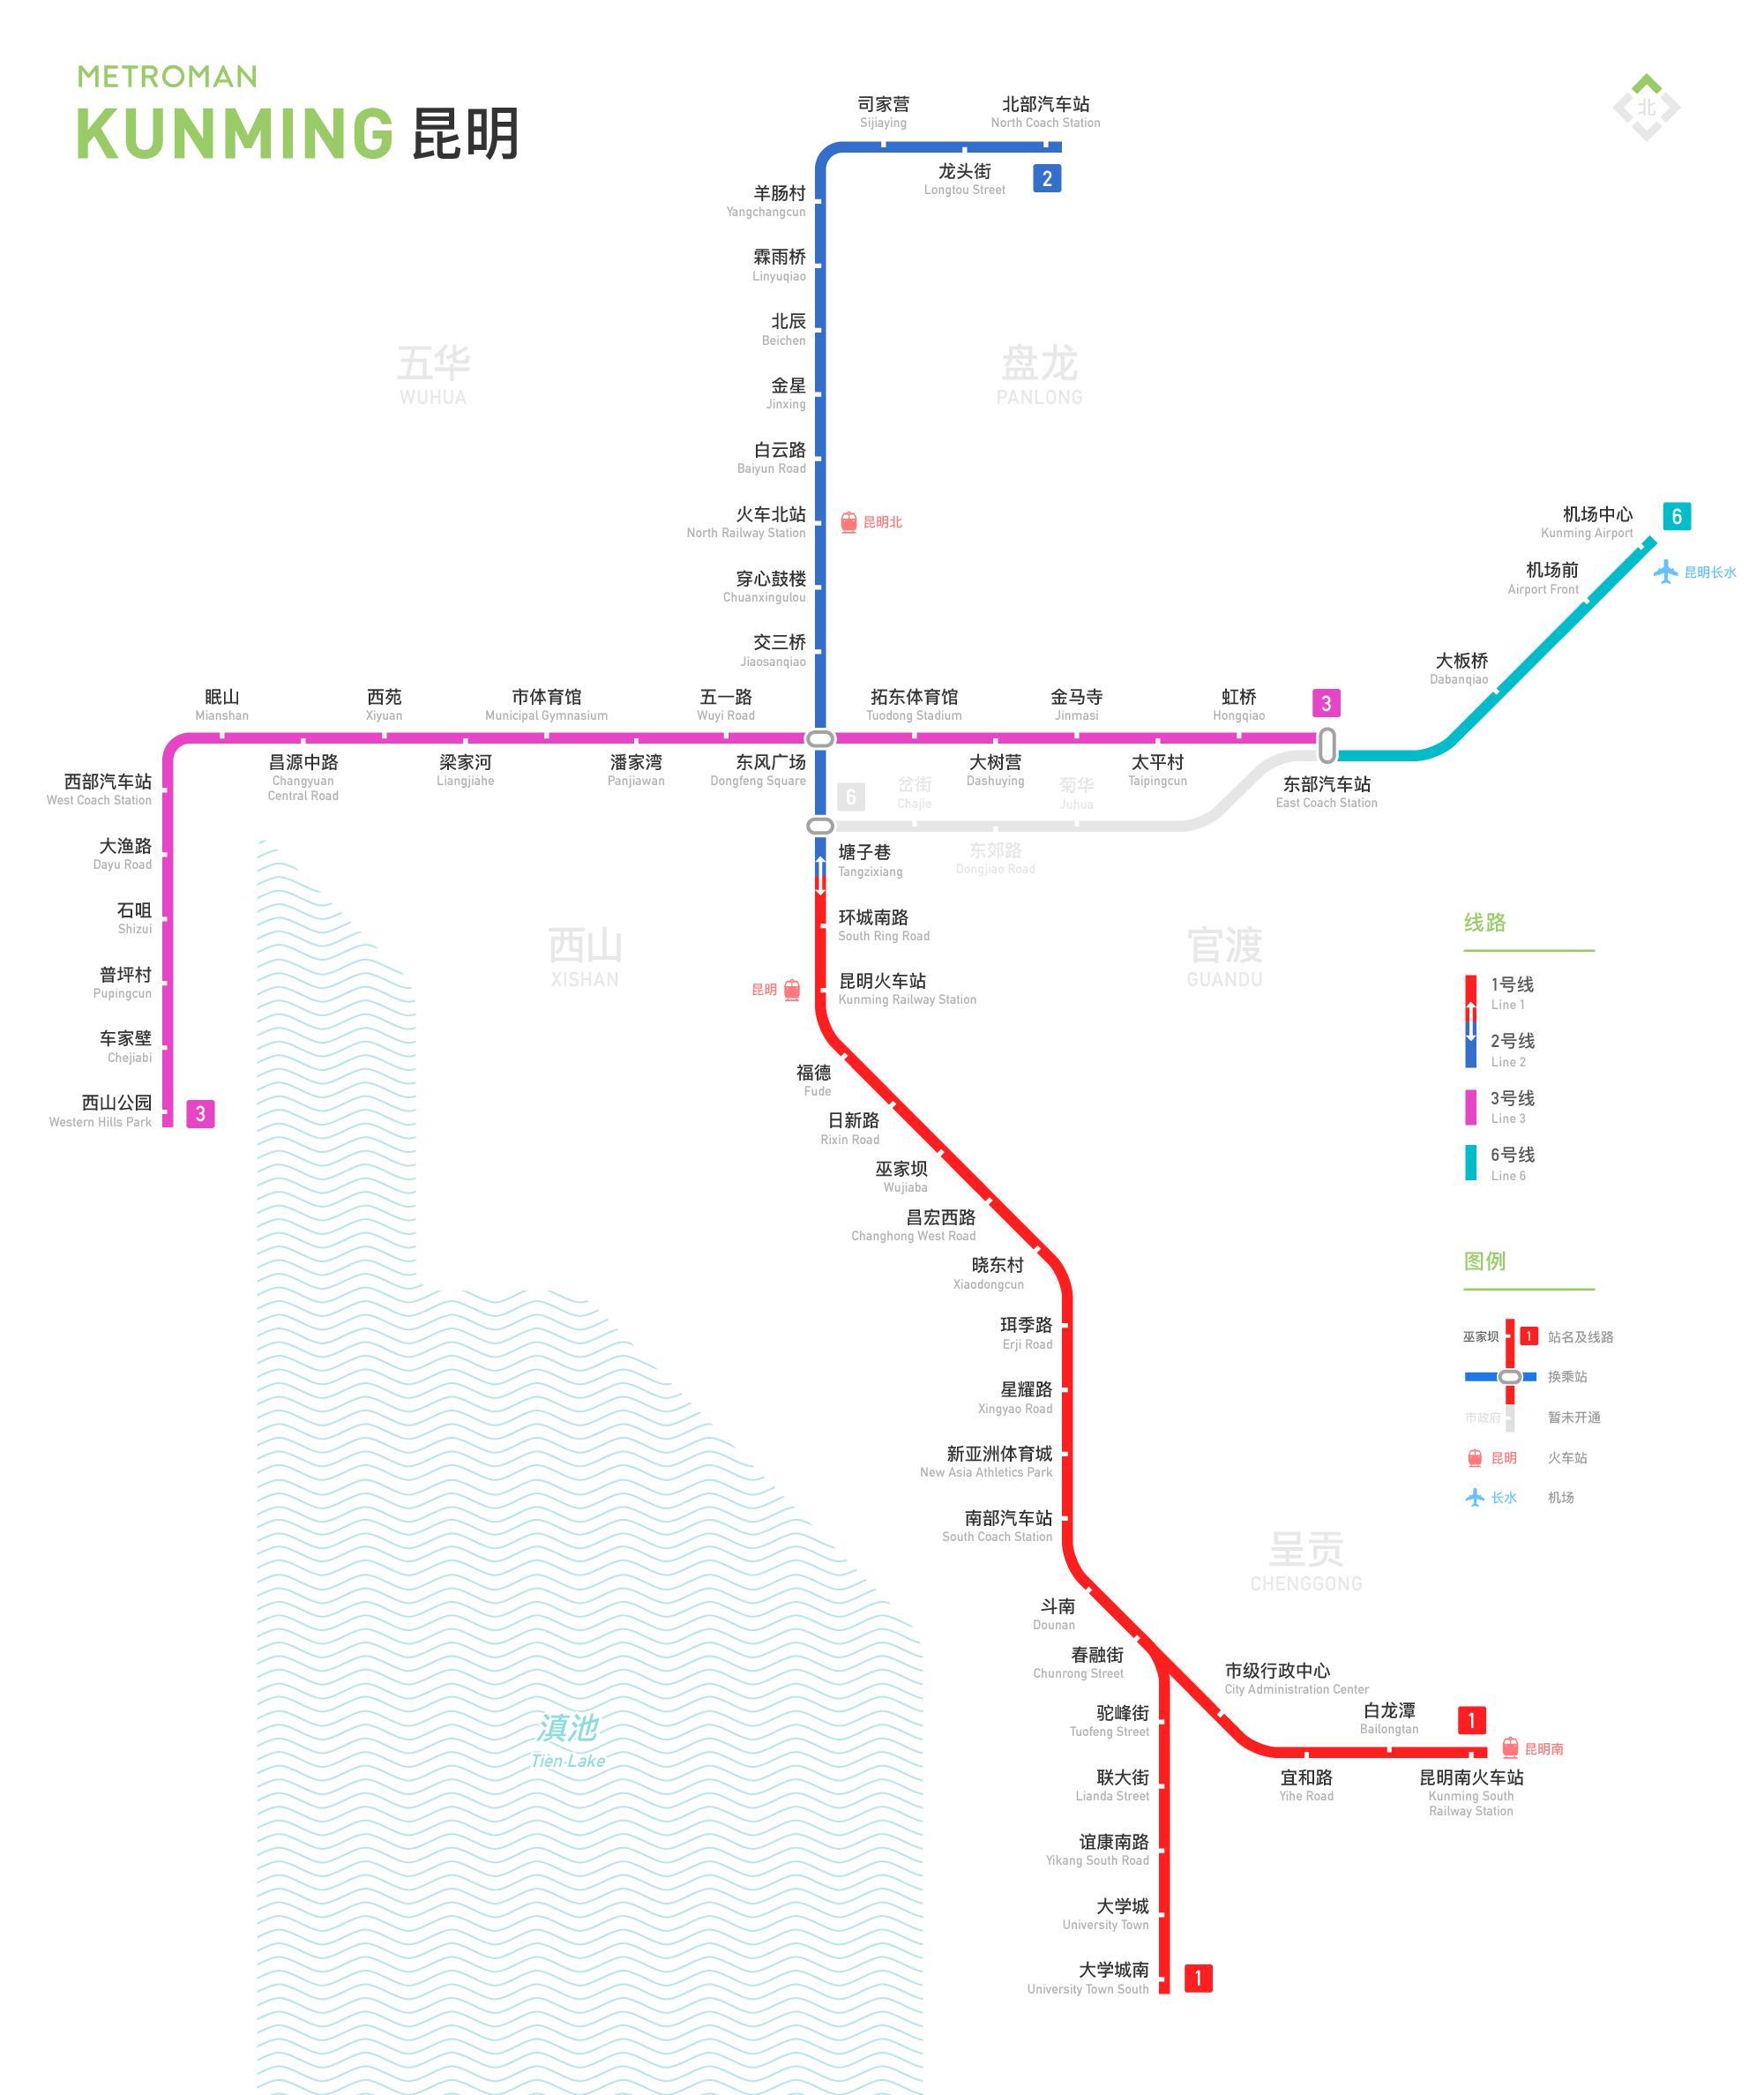 METROMAN
KUNMING 昆明
北
司家营
Sijiaying
北部汽车站
North Coach Station
龙头街
Longtou Street
2
羊肠村
Yangchangcun
霖雨桥
Linyuqiao
北辰
Beichen
五华
WUHUA
盘龙
PANLONG
金星
Jinxing
白云路
Baiyun Road
火车北站
North Railway Station
昆明北
机场中心
Kunming Airport
6
昆明长水
机场前
Airport Front
穿心鼓楼
Chuanxingulou
交三桥
Jiaosanqiao
大板桥
Dabanqiao
眠山
Mianshan
西苑
Xiyuan
市体育馆
Municipal Gymnasium
五一路
Wuyi Road
拓东体育馆
Tuodong Stadium
金马寺
Jinmasi
虹桥
Hongqiao
3
昌源中路
Changyuan
Central Road
梁家河
Liangjiahe
潘家湾
Panjiawan
东风广场
Dongfeng Square
大树营
Dashuying
太平村
Taipingcun
东部汽车站
East Coach Station
6
岔街
Chajie
菊华
Juhua
东郊路
Dongjiao Road
西部汽车站
West Coach Station
大渔路
Dayu Road
石咀
Shizui
普坪村
Pupingcun
车家壁
Chejiabi
西山公园
Western Hills Park
3
塘子巷
Tangzixiang
环城南路
South Ring Road
昆明
昆明火车站
Kunming Railway Station
西山
XISHAN
官渡
GUANDU
福德
Fude
日新路
Rixin Road
巫家坝
Wujiaba
昌宏西路
Changhong West Road
晓东村
Xiaodongcun
珥季路
Erji Road
星耀路
Xingyao Road
新亚洲体育城
New Asia Athletics Park
南部汽车站
South Coach Station
呈贡
CHENGGONG
斗南
Dounan
春融街
Chunrong Street
市级行政中心
City Administration Center
白龙潭
Bailongtan
1
昆明南
宜和路
Yihe Road
昆明南火车站
Kunming South
Railway Station
驼峰街
Tuofeng Street
联大街
Lianda Street
谊康南路
Yikang South Road
大学城
University Town
大学城南
University Town South
1
滇池
Tien Lake
线路
1号线
Line 1
2号线
Line 2
3号线
Line 3
6号线
Line 6
图例
巫家坝 1 站名及线路
换乘站
市政府 暂未开通
昆明 火车站
长水 机场